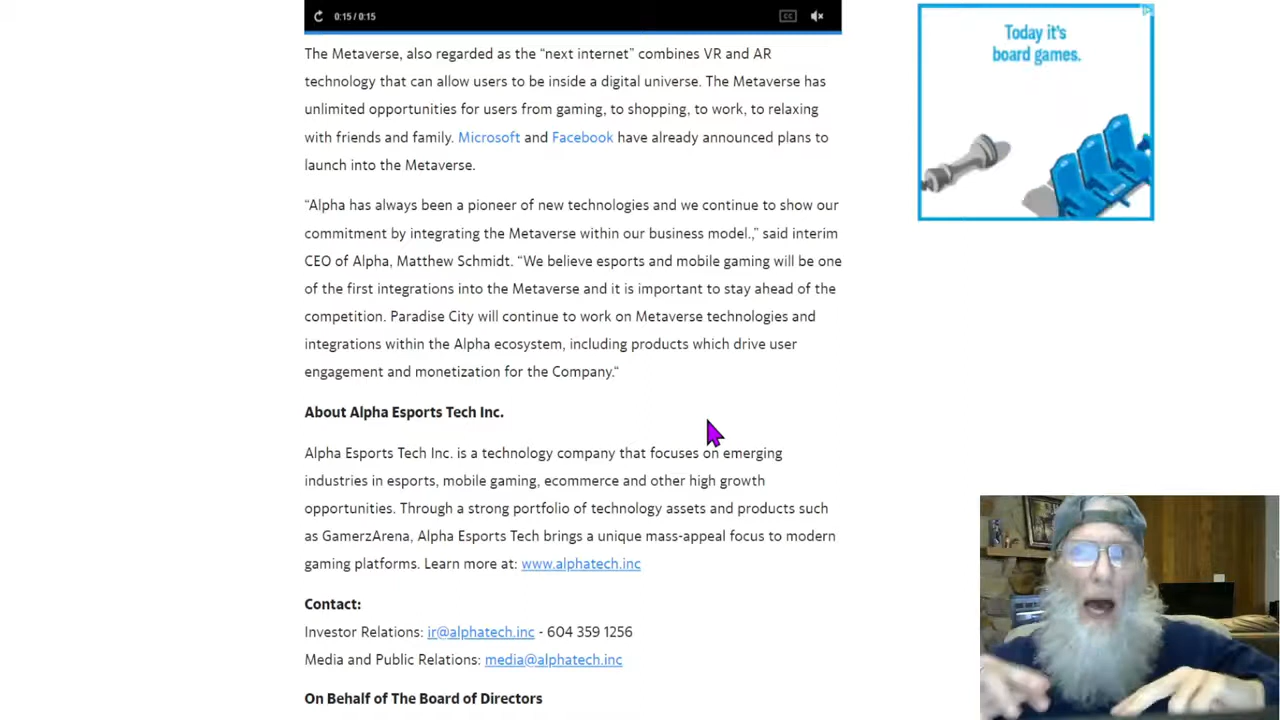 0:15 / 0:15
CC
Today it's
board games.
The Metaverse, also regarded as the “next internet” combines VR and AR
technology that can allow users to be inside a digital universe. The Metaverse has
unlimited opportunities for users from gaming, to shopping, to work, to relaxing
with friends and family. Microsoft and Facebook have already announced plans to
launch into the Metaverse.
“Alpha has always been a pioneer of new technologies and we continue to show our
commitment by integrating the Metaverse within our business model.,” said interim
CEO of Alpha, Matthew Schmidt. “We believe esports and mobile gaming will be one
of the first integrations into the Metaverse and it is important to stay ahead of the
competition. Paradise City will continue to work on Metaverse technologies and
integrations within the Alpha ecosystem, including products which drive user
engagement and monetization for the Company.“
About Alpha Esports Tech Inc.
Alpha Esports Tech Inc. is a technology company that focuses on emerging
industries in esports, mobile gaming, ecommerce and other high growth
opportunities. Through a strong portfolio of technology assets and products such
as GamerzArena, Alpha Esports Tech brings a unique mass-appeal focus to modern
gaming platforms. Learn more at: www.alphatech.inc
Contact:
Investor Relations: ir@alphatech.inc - 604 359 1256
Media and Public Relations: media@alphatech.inc
On Behalf of The Board of Directors